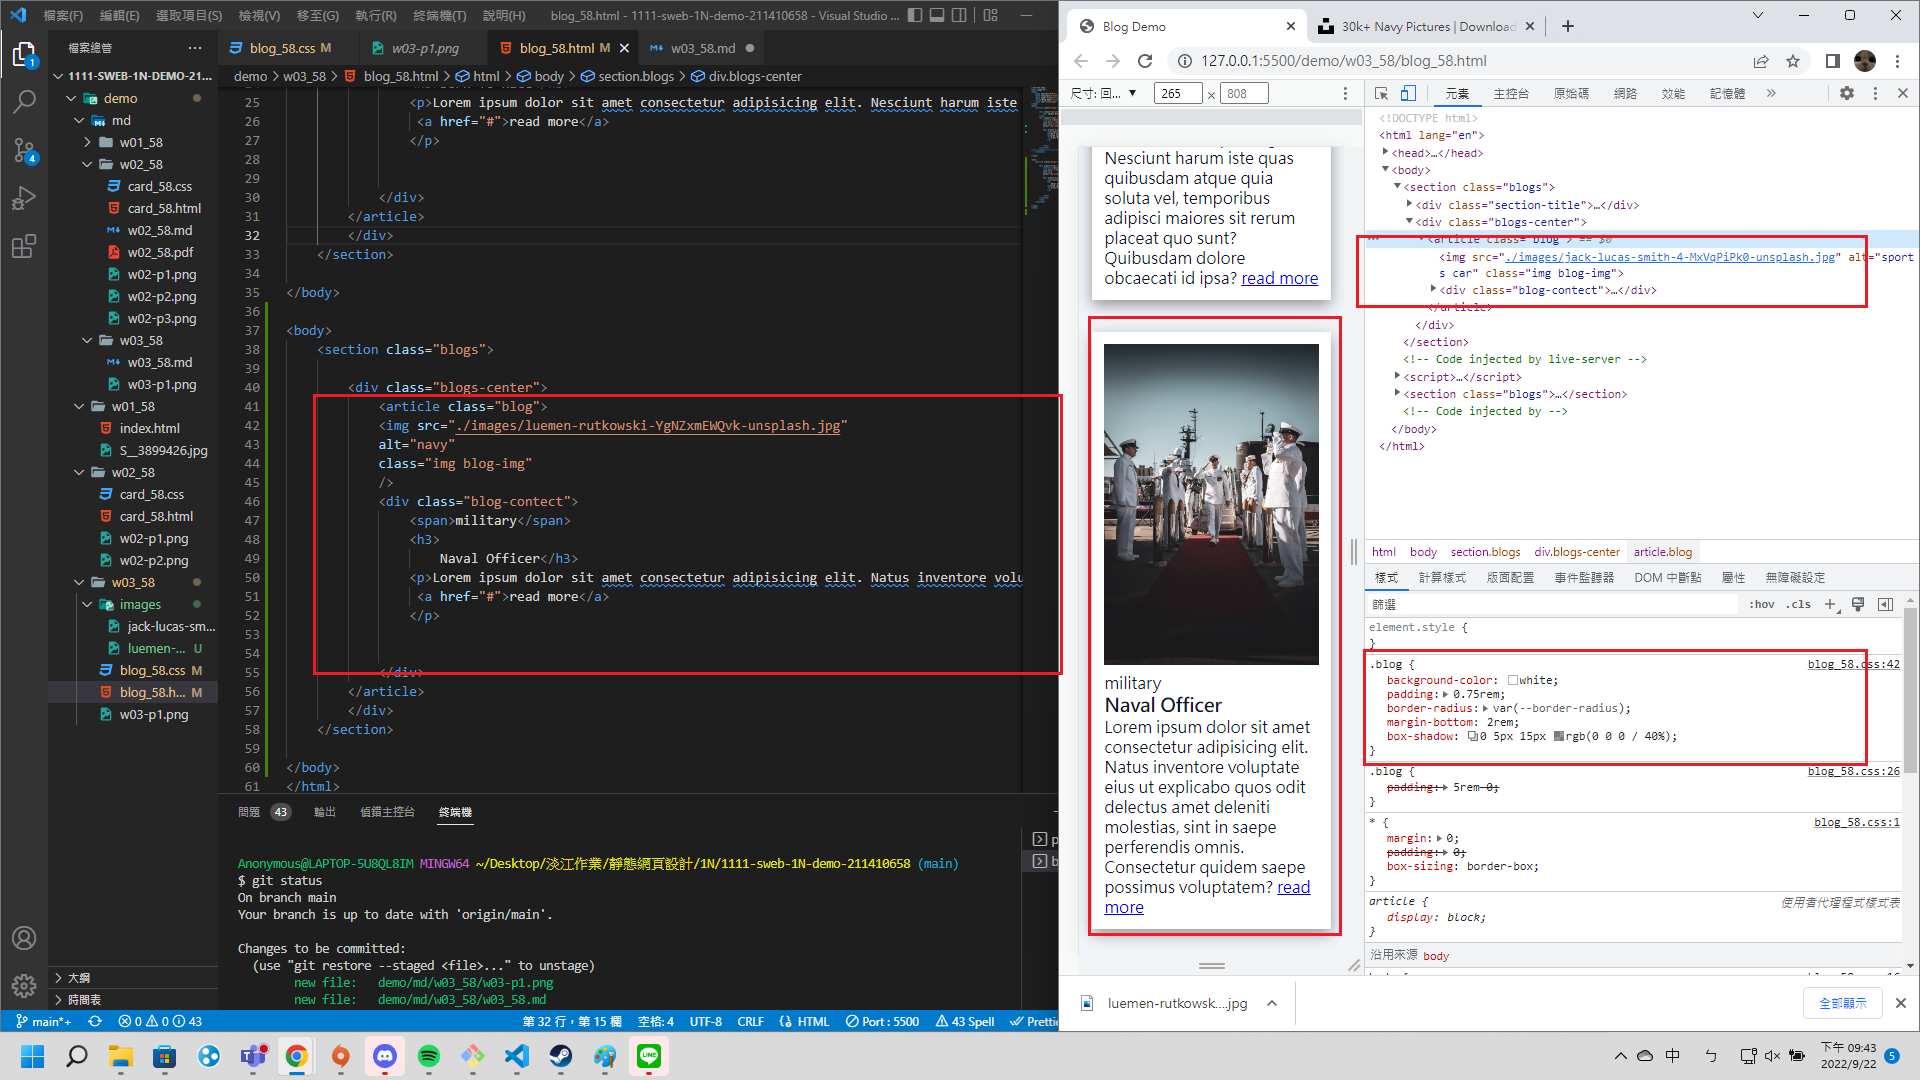 檔案(F) 編輯(E) 選取項目(S) 檢視(V) 移至(G) 執行(R) 終端機(T) 說明(H) blog_58.html - 1111-sweb-1N-demo-211410658 - Visual Studio ...
檔案總管 ...
1111-SWEB-1N-DEMO-21...
demo
md
w01_58
w02_58
card_58.css
card_58.html
w02_58.md
w02_58.pdf
w02-p1.png
w02-p2.png
w02-p3.png
w03_58
w03_58.md
w03-p1.png
w01_58
index.html
S__3899426.jpg
w02_58
card_58.css
card_58.html
w02-p1.png
w02-p2.png
w03_58
images
jack-lucas-sm...
luemen-... U
blog_58.css M
blog_58.h... M
w03-p1.png
大綱
時間表
1
4
blog_58.css M w03-p1.png blog_58.html M w03_58.md
demo > w03_58 > blog_58.html > html > body > section.blogs > div.blogs-center
25 <p>Lorem ipsum dolor sit amet consectetur adipisicing elit. Nesciunt harum iste
26 <a href="#">read more</a>
27 </p>
28
29
30 </div>
31 </article>
32 </div>
33 </section>
34
35 </body>
36
37 <body>
38 <section class="blogs">
39
40 <div class="blogs-center">
41 <article class="blog">
42 <img src="./images/luemen-rutkowski-YgNZxmEWQvk-unsplash.jpg"
43 alt="navy"
44 class="img blog-img"
45 />
46 <div class="blog-contect">
47 <span>military</span>
48 <h3>
49 Naval Officer</h3>
50 <p>Lorem ipsum dolor sit amet consectetur adipisicing elit. Natus inventore volu
51 <a href="#">read more</a>
52 </p>
53
54
55 </div>
56 </article>
57 </div>
58 </section>
59
60 </body>
61 </html>
問題 43 輸出 偵錯主控台 終端機
Anonymous@LAPTOP-5U8QL8IM MINGW64 ~/Desktop/淡江作業/靜態網頁設計/1N/1111-sweb-1N-demo-211410658 (main)
$ git status
On branch main
Your branch is up to date with 'origin/main'.
Changes to be committed:
(use "git restore --staged <file>..." to unstage)
new file: demo/md/w03_58/w03-p1.png
new file: demo/md/w03_58/w03_58.md
p
b
main*+ 0 0 43 第 32 行，第 15 欄 空格: 4 UTF-8 CRLF HTML Port : 5500 43 Spell Prettie
Blog Demo 30k+ Navy Pictures | Download
127.0.0.1:5500/demo/w03_58/blog_58.html
尺寸: 回... 265 × 808
Nesciunt harum iste quas
quibusdam atque quia
soluta vel, temporibus
adipisci maiores sit rerum
placeat quo sunt?
Quibusdam dolore
obcaecati id ipsa? read more
military
Naval Officer
Lorem ipsum dolor sit amet
consectetur adipisicing elit.
Natus inventore voluptate
eius ut explicabo quos odit
delectus amet deleniti
molestias, sint in saepe
perferendis omnis.
Consectetur quidem saepe
possimus voluptatem? read
more
元素 主控台 原始碼 網路 效能 記憶體 »
<!DOCTYPE html>
<html lang="en">
<head>…</head>
<body>
<section class="blogs">
<div class="section-title">…</div>
<div class="blogs-center">
<article class="blog"> == $0
<img src="./images/jack-lucas-smith-4-MxVqPiPk0-unsplash.jpg" alt="sport
s car" class="img blog-img">
<div class="blog-contect">…</div>
</article>
</div>
</section>
<!-- Code injected by live-server -->
<script>…</script>
<section class="blogs">…</section>
<!-- Code injected by -->
</body>
</html>
html body section.blogs div.blogs-center article.blog
樣式 計算樣式 版面配置 事件監聽器 DOM 中斷點 屬性 無障礙設定
篩選 :hov .cls +
element.style {
}
.blog { blog_58.css:42
background-color: white;
padding: 0.75rem;
border-radius: var(--border-radius);
margin-bottom: 2rem;
box-shadow: 0 5px 15px rgb(0 0 0 / 40%);
}
.blog { blog_58.css:26
padding: 5rem 0;
}
* { blog_58.css:1
margin: 0;
padding: 0;
box-sizing: border-box;
}
article { 使用者代理程式樣式表
display: block;
}
沿用來源 body
luemen-rutkowsk....jpg 全部顯示
中 ㄅ 下午 09:43
2022/9/22 5